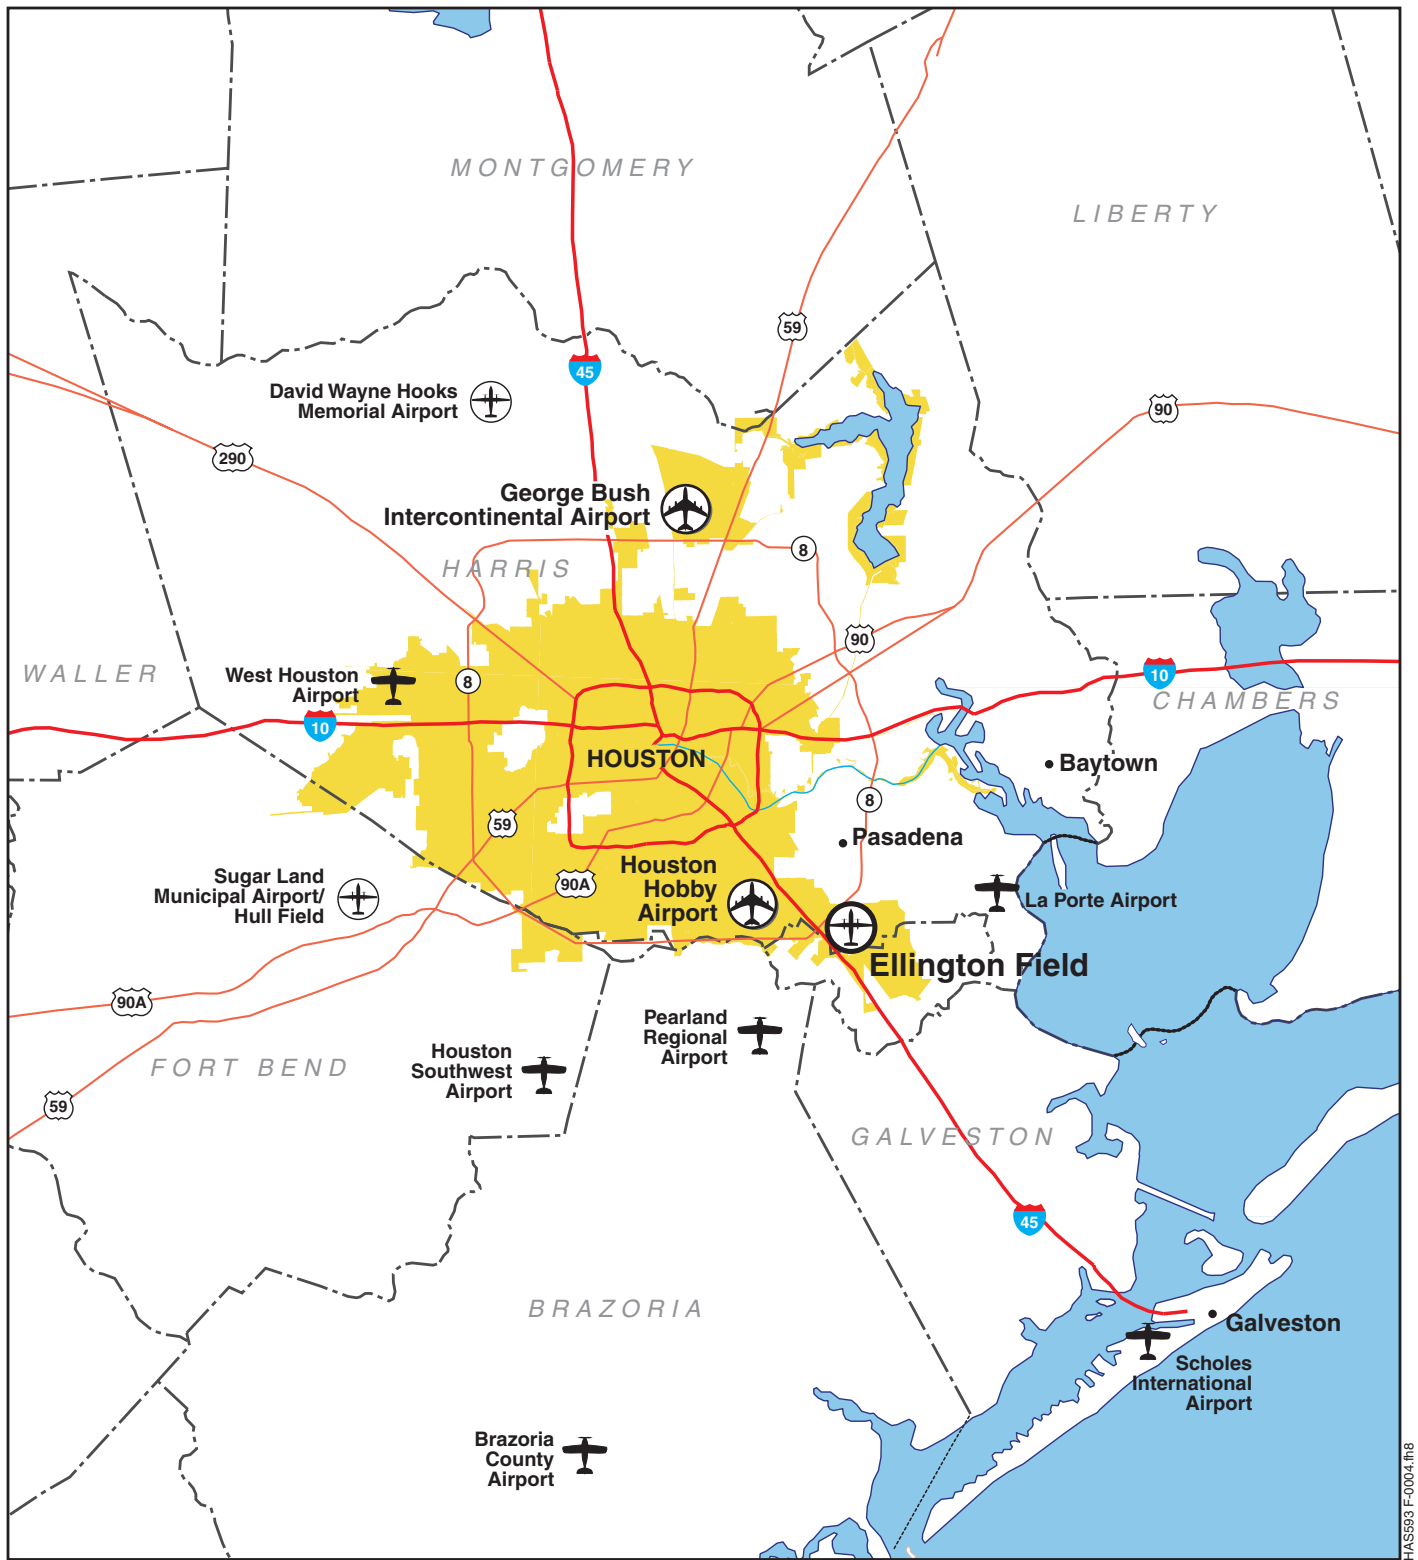 MONTGOMERY
LIBERTY
59
45
David Wayne Hooks
Memorial Airport
90
290
George Bush
Intercontinental Airport
8
HARRIS
90
WALLER
West Houston
Airport
8
10
10
CHAMBERS
HOUSTON
Baytown
8
59
Pasadena
Houston
Hobby
Airport
90A
Sugar Land
Municipal Airport/
Hull Field
La Porte Airport
Ellington Field
90A
Pearland
Regional
Airport
Houston
Southwest
Airport
FORT BEND
59
GALVESTON
45
BRAZORIA
Galveston
Scholes
International
Airport
Brazoria
County
Airport
HAS593 F-0004.fh8